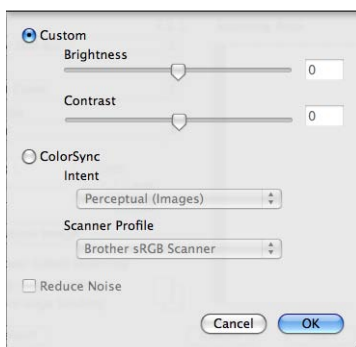 Custom
Brightness
0
Contrast
0
ColorSync
Intent
Perceptual (Images)
Scanner Profile
Brother sRGB Scanner
Reduce Noise
Cancel OK